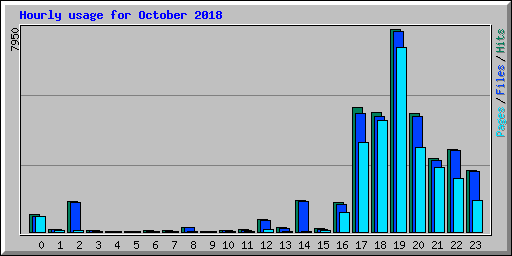 Hourly usage for October 2018
7950
Pages / Files / Hits
0 1 2 3 4 5 6 7 8 9 10 11 12 13 14 15 16 17 18 19 20 21 22 23